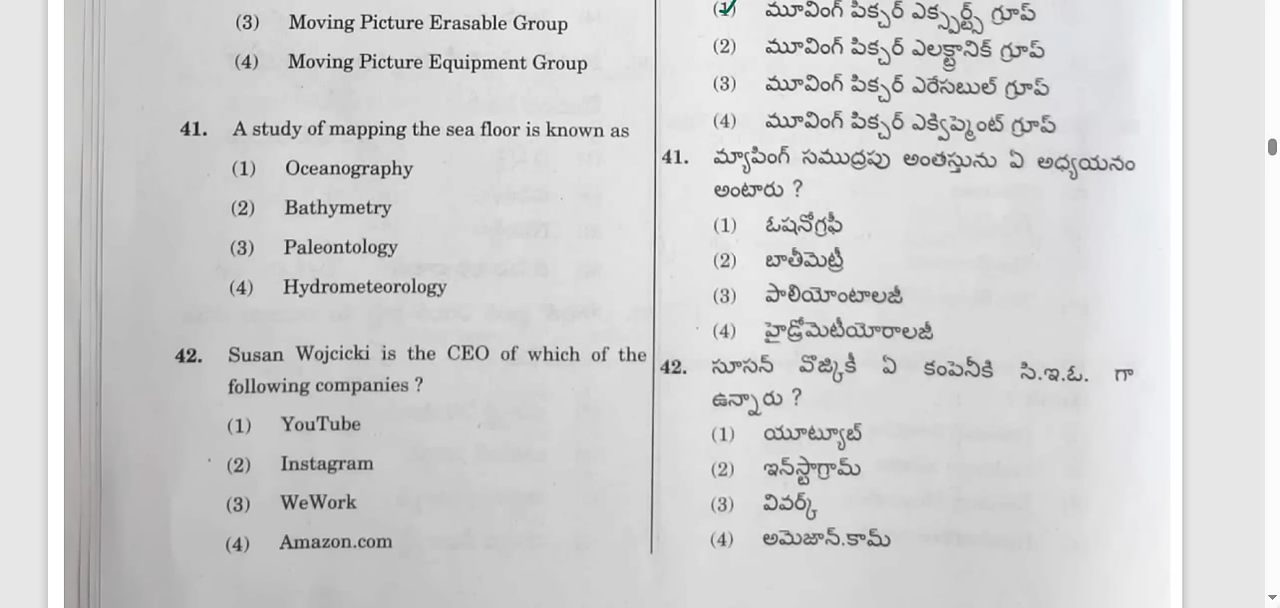 (3) Moving Picture Erasable Group
(4) Moving Picture Equipment Group
41. A study of mapping the sea floor is known as
(1) Oceanography
(2) Bathymetry
(3) Paleontology
(4) Hydrometeorology
42. Susan Wojcicki is the CEO of which of the
following companies ?
(1) YouTube
(2) Instagram
(3) WeWork
(4) Amazon.com
(1) మూవింగ్ పిక్చర్ ఎక్స్పర్ట్స్ గ్రూప్
(2) మూవింగ్ పిక్చర్ ఎలక్ట్రానిక్ గ్రూప్
(3) మూవింగ్ పిక్చర్ ఎరేసబుల్ గ్రూప్
(4) మూవింగ్ పిక్చర్ ఎక్విప్మెంట్ గ్రూప్
41. మ్యాపింగ్ సముద్రపు అంతస్తును ఏ అధ్యయనం
అంటారు ?
(1) ఓషనోగ్రఫీ
(2) బాతీమెట్రీ
(3) పాలియోంటాలజీ
(4) హైడ్రోమెటీయోరాలజీ
42. సూసన్ వొజ్కికీ ఏ కంపెనీకి సి.ఇ.ఓ. గా
ఉన్నారు ?
(1) యూట్యూబ్
(2) ఇన్‌స్టాగ్రామ్
(3) వివర్క్
(4) అమెజాన్.కామ్